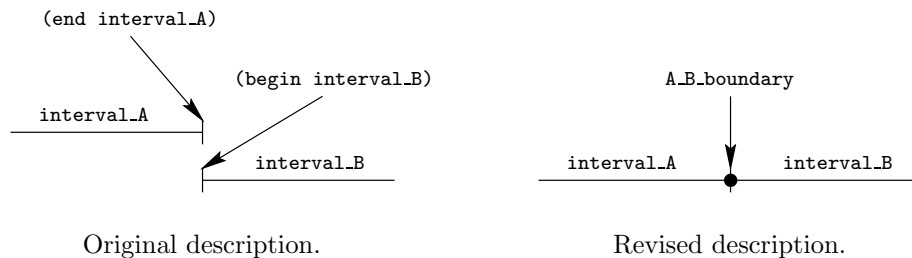 (end interval_A)
(begin interval_B)
interval_A
interval_B
Original description.
A_B_boundary
interval_A
interval_B
Revised description.